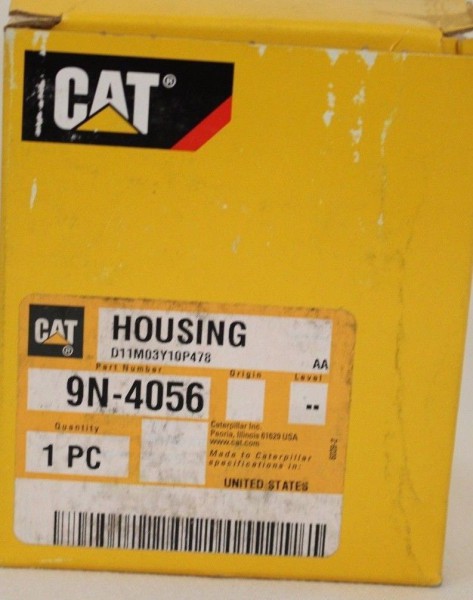 CAT®
CAT®
HOUSING
D11M03Y10P478
AA
Part Number
Origin
Level
9N-4056
--
Quantity
Caterpillar Inc.
Peoria, Illinois 61629 USA
www.cat.com
1 PC
Made to Caterpillar
specifications in:
UNITED STATES